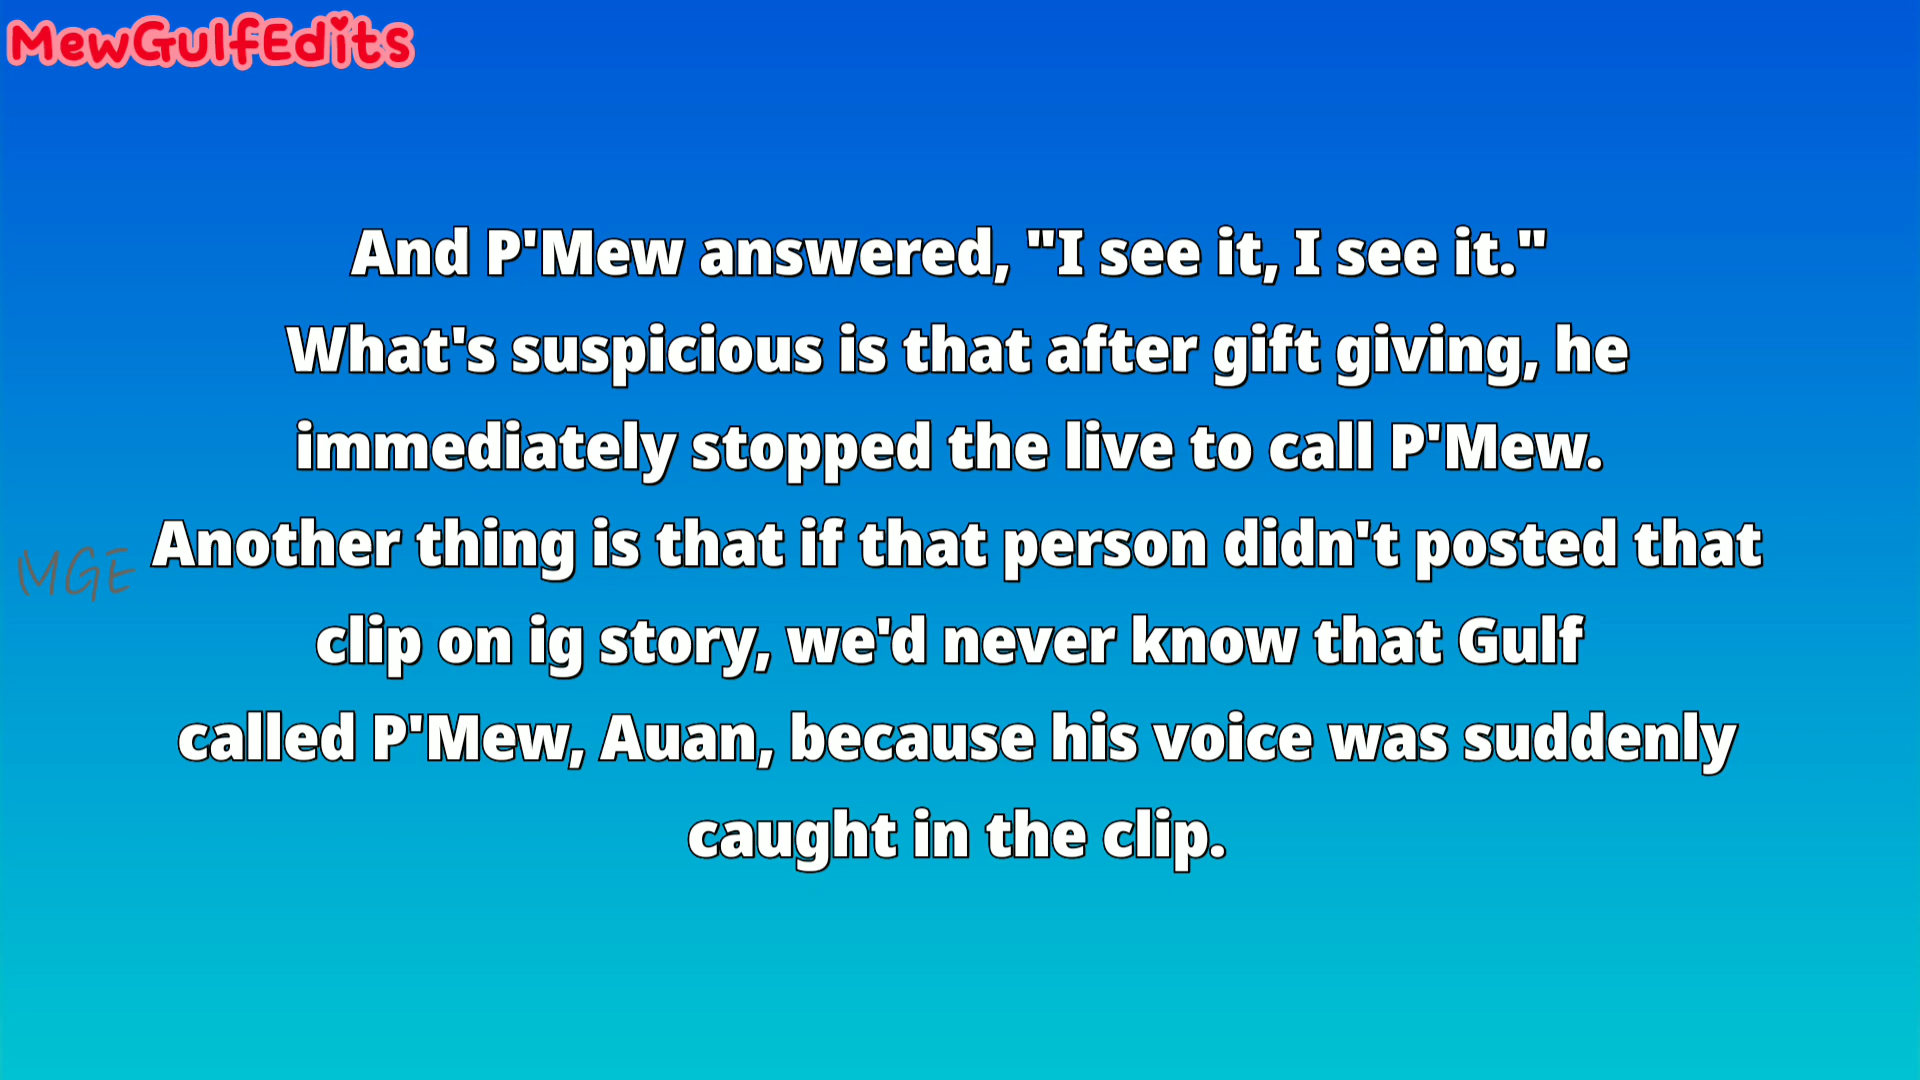 MewGulfEdits
And P'Mew answered, "I see it, I see it."
What's suspicious is that after gift giving, he
immediately stopped the live to call P'Mew.
Another thing is that if that person didn't posted that
clip on ig story, we'd never know that Gulf
called P'Mew, Auan, because his voice was suddenly
caught in the clip.
MGE